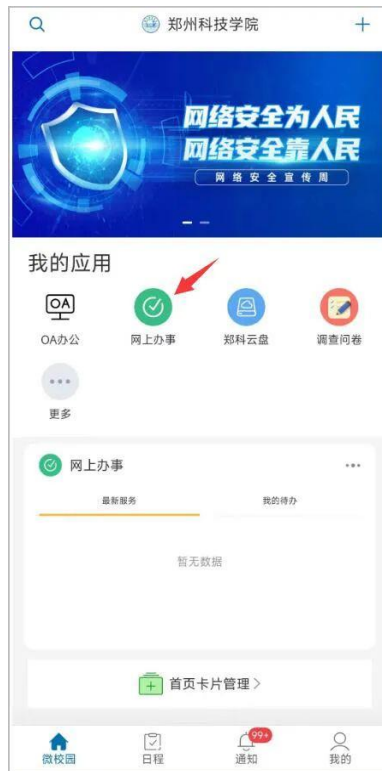 郑州科技学院
网络安全为人民
网络安全靠人民
网络安全宣传周
我的应用
OA
OA办公
网上办事
郑科云盘
调查问卷
更多
网上办事
最新服务
我的待办
暂无数据
首页卡片管理>
99+
微校园
日程
通知
我的